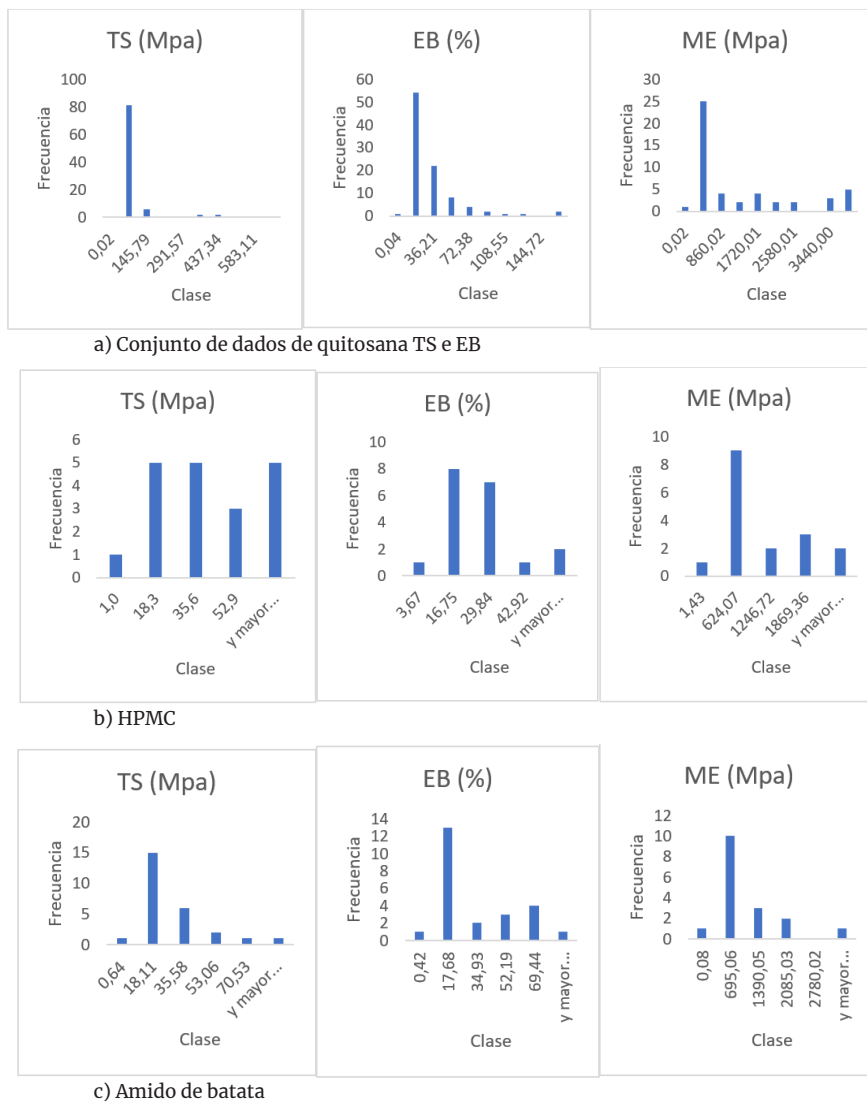 TS (Mpa)
Frecuencia
100
80
60
40
20
0
0,02
145,79
291,57
437,34
583,11
Clase
EB (%)
Frecuencia
60
50
40
30
20
10
0
0,04
36,21
72,38
108,55
144,72
Clase
ME (Mpa)
Frecuencia
30
25
20
15
10
5
0
0,02
860,02
1720,01
2580,01
3440,00
Clase
a) Conjunto de dados de quitosana TS e EB
TS (Mpa)
Frecuencia
6
5
4
3
2
1
0
1,0
18,3
35,6
52,9
y mayor...
Clase
EB (%)
Frecuencia
10
8
6
4
2
0
3,67
16,75
29,84
42,92
y mayor...
Clase
ME (Mpa)
Frecuencia
10
8
6
4
2
0
1,43
624,07
1246,72
1869,36
y mayor...
Clase
b) HPMC
TS (Mpa)
Frecuencia
20
15
10
5
0
0,64
18,11
35,58
53,06
70,53
y mayor...
Clase
EB (%)
Frecuencia
14
12
10
8
6
4
2
0
0,42
17,68
34,93
52,19
69,44
y mayor...
Clase
ME (Mpa)
Frecuencia
12
10
8
6
4
2
0
0,08
695,06
1390,05
2085,03
2780,02
y mayor...
Clase
c) Amido de batata